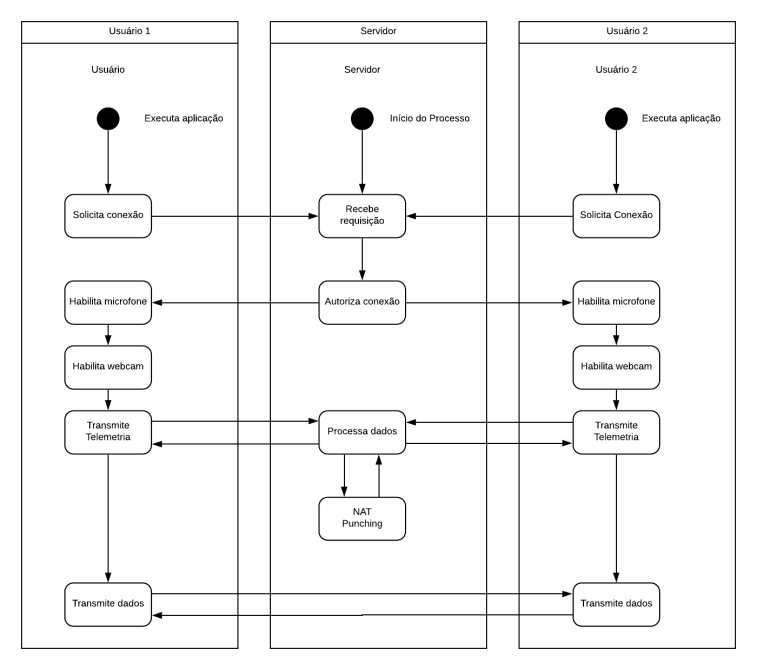 Usuário 1
Servidor
Usuário 2
Usuário
Servidor
Usuário 2
Executa aplicação
Início do Processo
Executa aplicação
Solicita conexão
Recebe
requisição
Solicita Conexão
Habilita microfone
Autoriza conexão
Habilita microfone
Habilita webcam
Habilita webcam
Transmite
Telemetria
Processa dados
Transmite
Telemetria
NAT
Punching
Transmite dados
Transmite dados